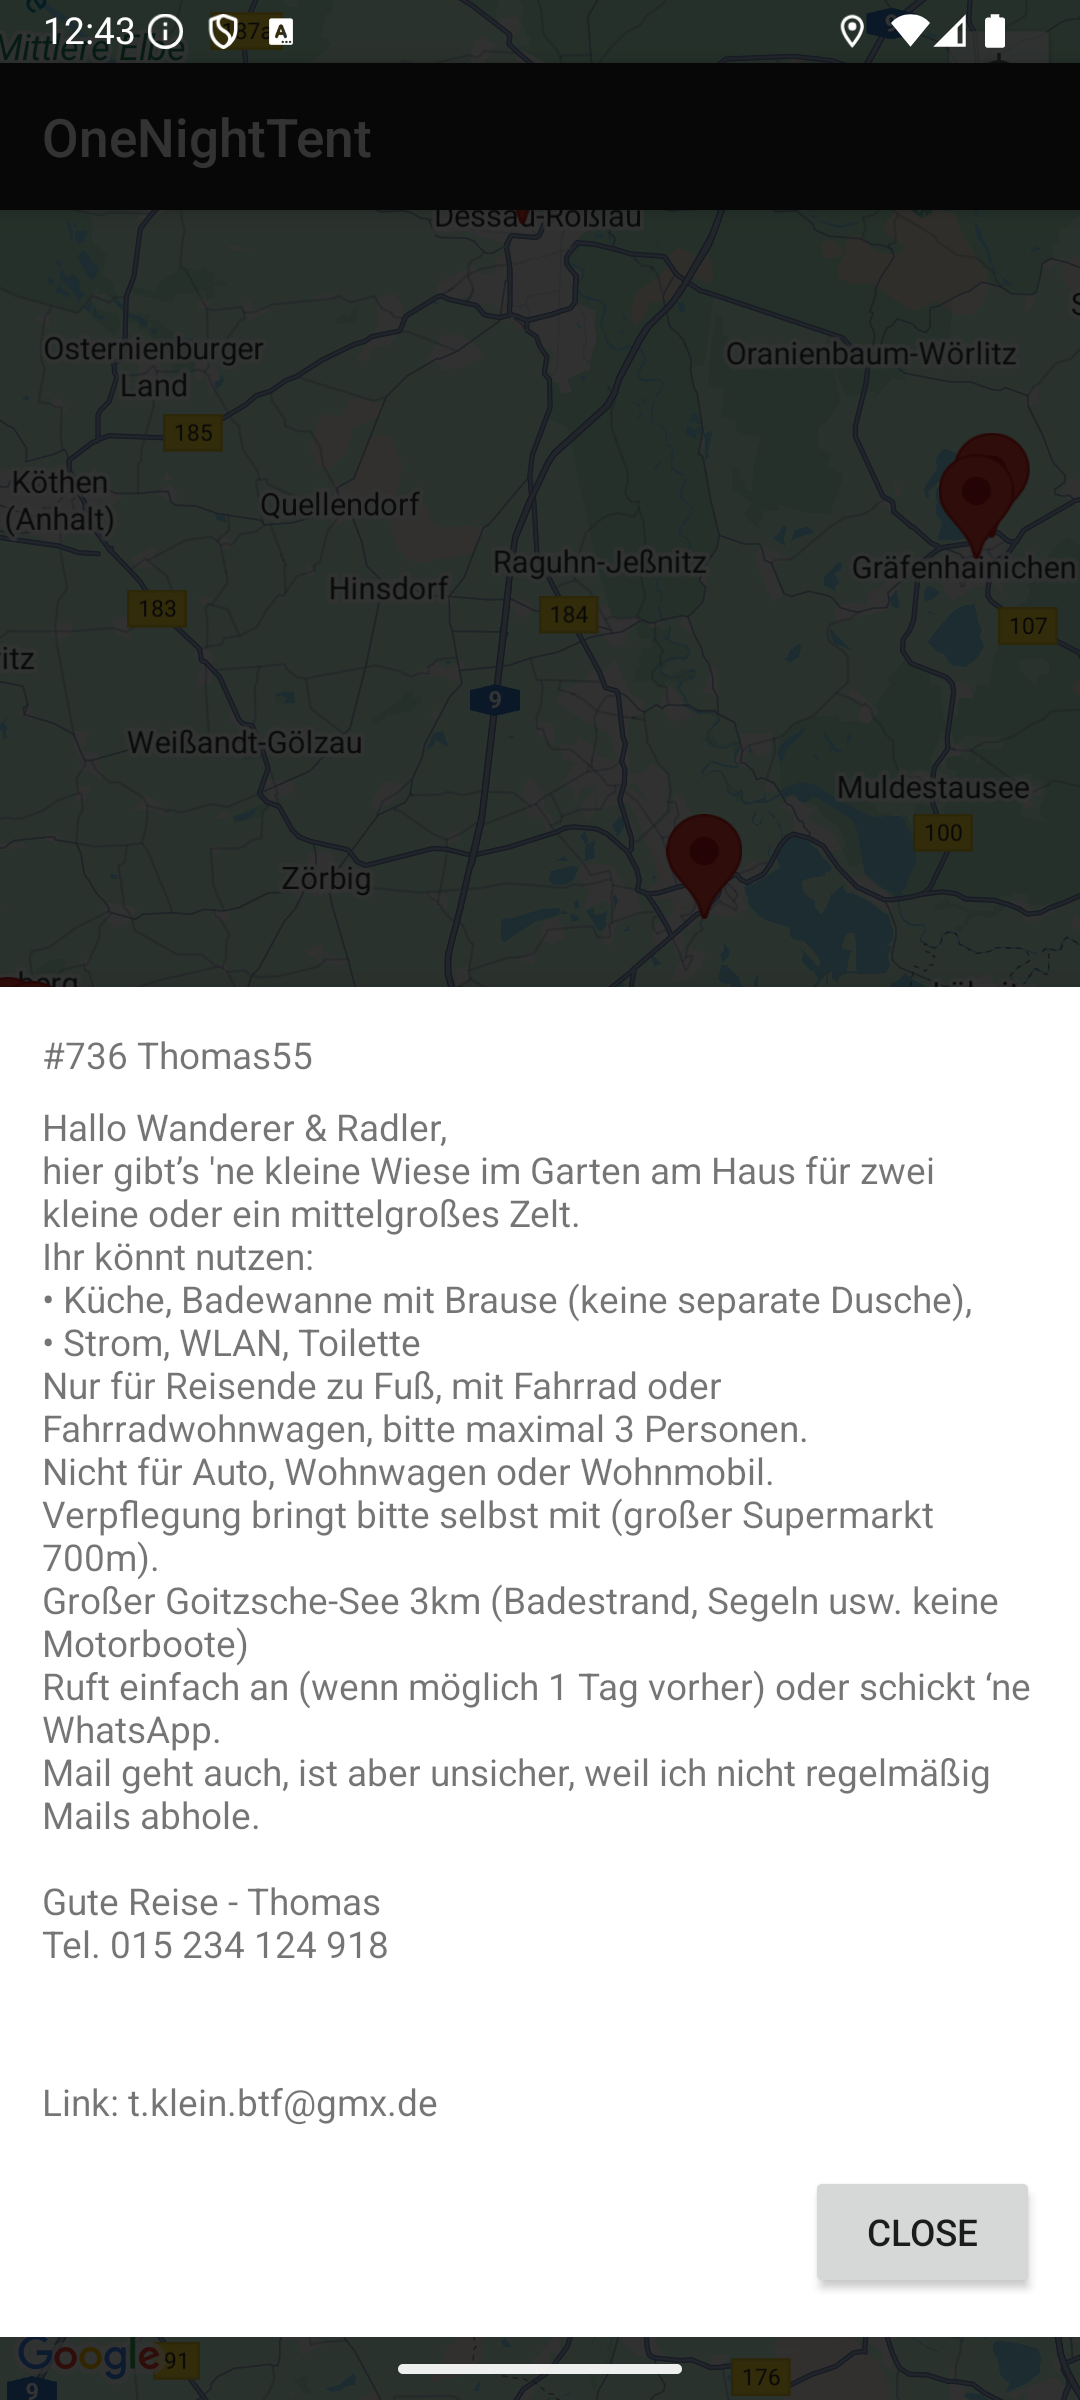 12:43
Mittlere Elbe
187a
9
OneNightTent
Dessau-Roßlau
Osternienburger
Land
Oranienbaum-Wörlitz
185
Köthen
(Anhalt)
Quellendorf
Raguhn-Jeßnitz
Gräfenhainichen
Hinsdorf
183
184
107
itz
9
Weißandt-Gölzau
Muldestausee
100
Zörbig
berg
#736 Thomas55
Hallo Wanderer & Radler,
hier gibt’s 'ne kleine Wiese im Garten am Haus für zwei
kleine oder ein mittelgroßes Zelt.
Ihr könnt nutzen:
• Küche, Badewanne mit Brause (keine separate Dusche),
• Strom, WLAN, Toilette
Nur für Reisende zu Fuß, mit Fahrrad oder
Fahrradwohnwagen, bitte maximal 3 Personen.
Nicht für Auto, Wohnwagen oder Wohnmobil.
Verpflegung bringt bitte selbst mit (großer Supermarkt
700m).
Großer Goitzsche-See 3km (Badestrand, Segeln usw. keine
Motorboote)
Ruft einfach an (wenn möglich 1 Tag vorher) oder schickt ‘ne
WhatsApp.
Mail geht auch, ist aber unsicher, weil ich nicht regelmäßig
Mails abhole.
Gute Reise - Thomas
Tel. 015 234 124 918
Link: t.klein.btf@gmx.de
CLOSE
Google
91
9
176